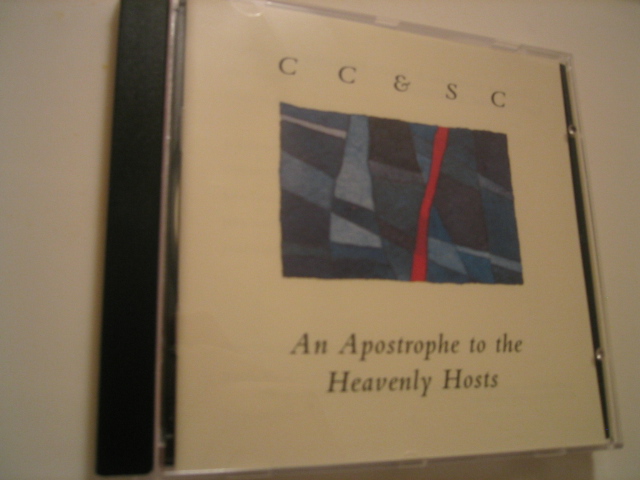 C C & S C
An Apostrophe to the
Heavenly Hosts